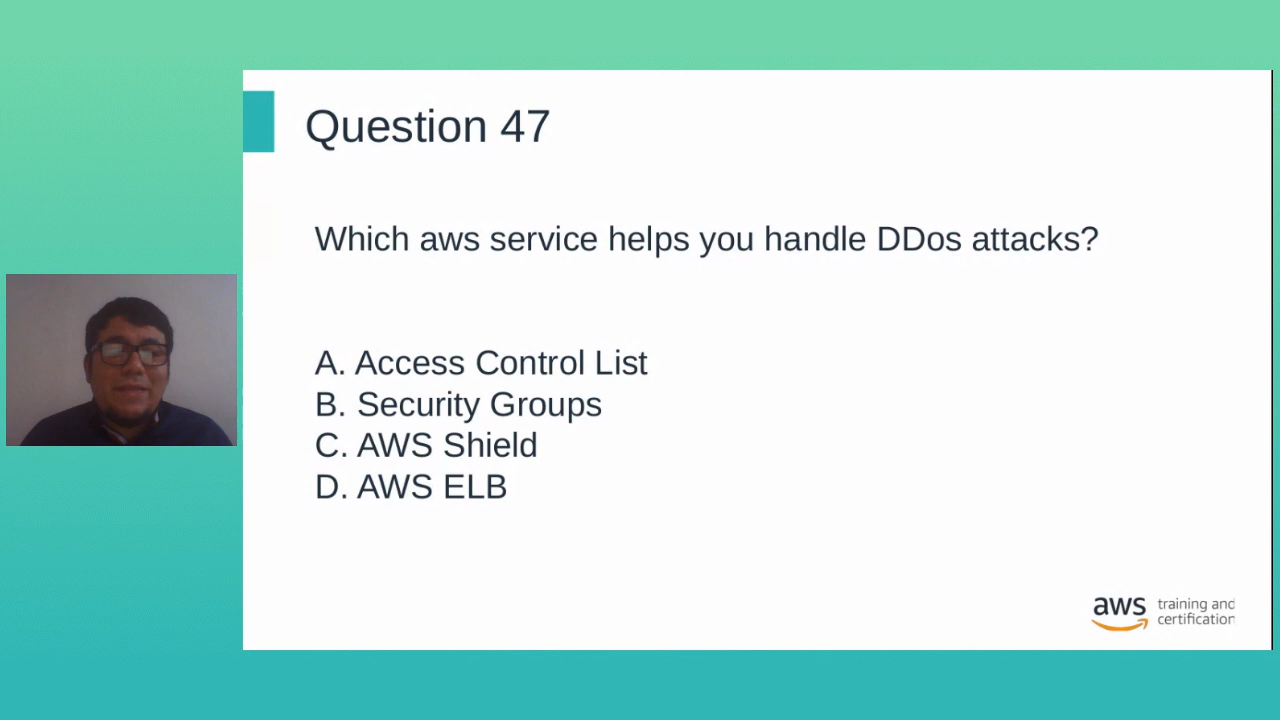 Question 47
Which aws service helps you handle DDos attacks?
A. Access Control List
B. Security Groups
C. AWS Shield
D. AWS ELB
aws training and
certification